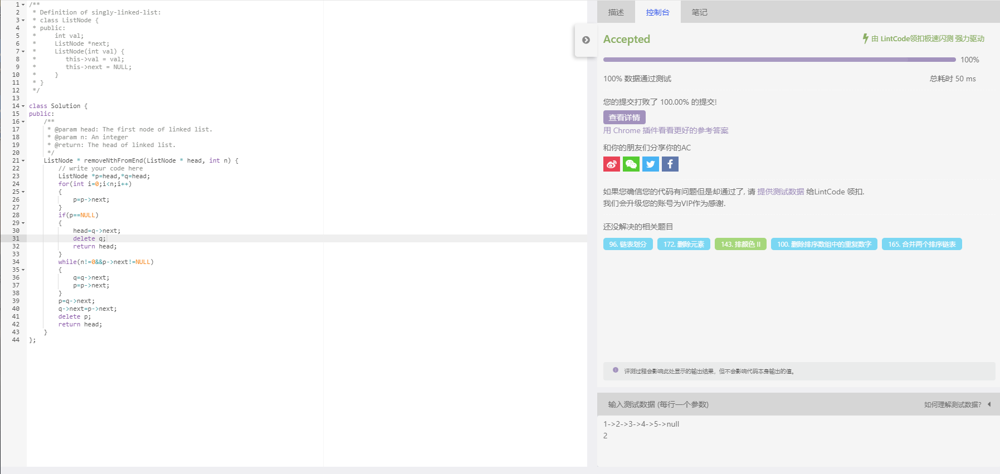 1 /**
2 * Definition of singly-linked-list:
3 * class ListNode {
4 * public:
5 *     int val;
6 *     ListNode *next;
7 *     ListNode(int val) {
8 *        this->val = val;
9 *        this->next = NULL;
10 *     }
11 * }
12 */
13
14 class Solution {
15 public:
16     /**
17      * @param head: The first node of linked list.
18      * @param n: An integer
19      * @return: The head of linked list.
20      */
21     ListNode * removeNthFromEnd(ListNode * head, int n) {
22         // write your code here
23         ListNode *p=head,*q=head;
24         for(int i=0;i<n;i++)
25         {
26             p=p->next;
27         }
28         if(p==NULL)
29         {
30             head=q->next;
31             delete q;
32             return head;
33         }
34         while(n!=0&&p->next!=NULL)
35         {
36             q=q->next;
37             p=p->next;
38         }
39         p=q->next;
40         q->next=p->next;
41         delete p;
42         return head;
43     }
44 };
描述 控制台 笔记
Accepted 由 LintCode领扣极速闪测 强力驱动
100%
100% 数据通过测试 总耗时 50 ms
您的提交打败了 100.00% 的提交!
查看详情
用 Chrome 插件看看更好的参考答案
和你的朋友们分享你的AC
如果您确信您的代码有问题但是却通过了, 请 提供测试数据 给LintCode 领扣.
我们会升级您的账号为VIP作为感谢.
还没解决的相关题目
96. 链表划分 172. 删除元素 143. 排颜色 II 100. 删除排序数组中的重复数字 165. 合并两个排序链表
评测过程会影响此处显示的输出结果，但不会影响代码本身输出的值。
输入测试数据 (每行一个参数) 如何理解测试数据?
1->2->3->4->5->null
2